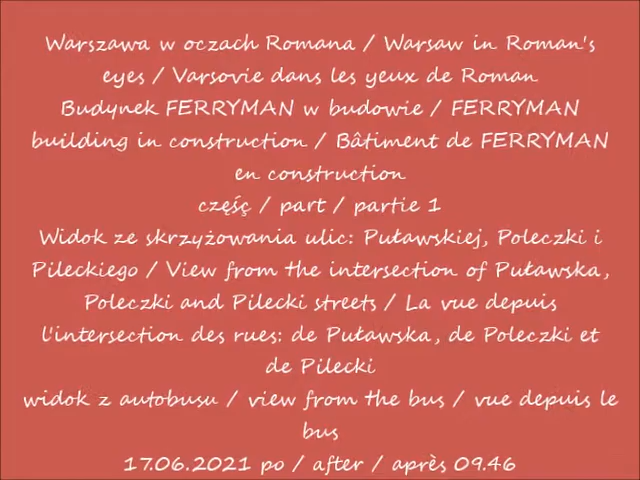 Warszawa w oczach Romana / Warsaw in Roman's
eyes / Varsovie dans les yeux de Roman
Budynek FERRYMAN w budowie / FERRYMAN
building in construction / Bâtiment de FERRYMAN
en construction
częśç / part / partie 1
Widok ze skrzyżowania ulic: Puławskiej, Poleczki i
Pileckiego / View from the intersection of Puławska,
Poleczki and Pilecki streets / La vue depuis
l'intersection des rues: de Puławska, de Poleczki et
de Pilecki
widok z autobusu / view from the bus / vue depuis le
bus
17.06.2021 po / after / après 09.46